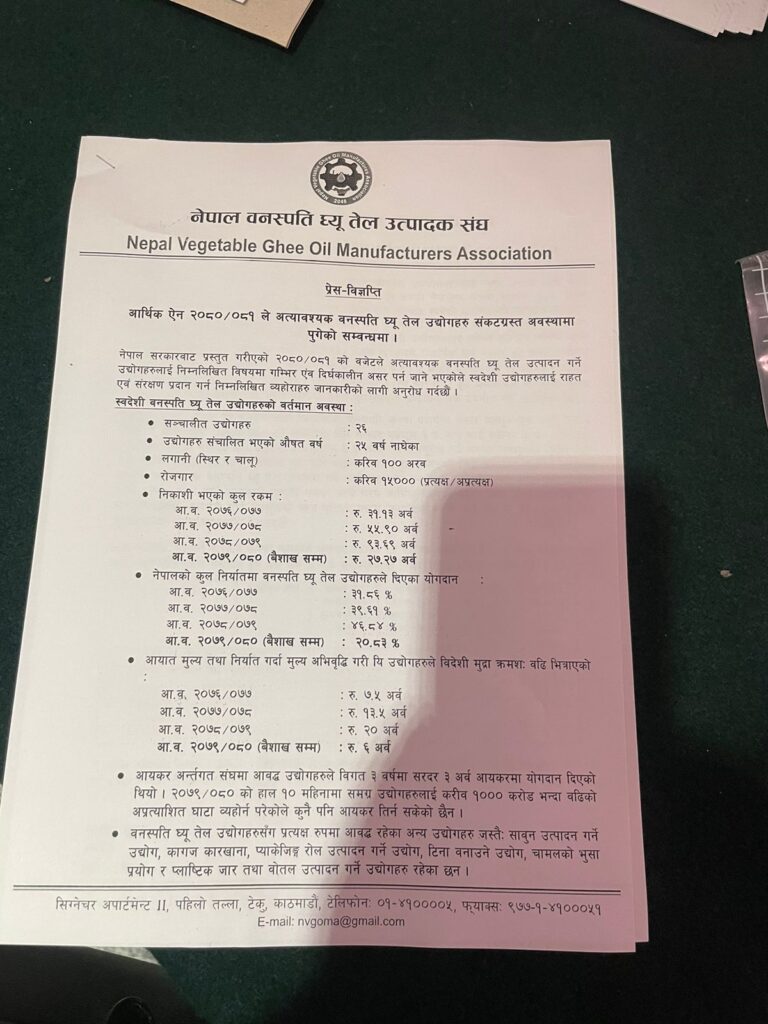 Nepal Vegetable Ghee Oil Manufacturers Association
2048
नेपाल वनस्पति घ्यू तेल उत्पादक संघ
Nepal Vegetable Ghee Oil Manufacturers Association
प्रेस-विज्ञप्ति
आर्थिक ऐन २०८०/०८१ ले अत्यावश्यक वनस्पति घ्यू तेल उद्योगहरु संकटग्रस्त अवस्थामा
पुगेको सम्बन्धमा ।
नेपाल सरकारबाट प्रस्तुत गरीएको २०८०/०८१ को बजेटले अत्यावश्यक वनस्पति घ्यू तेल उत्पादन गर्ने
उद्योगहरुलाई निम्नलिखित विषयमा गम्भिर एंव दिर्घकालीन असर पर्न जाने भएकोले स्वदेशी उद्योगहरुलाई राहत
एवं संरक्षण प्रदान गर्न निम्नलिखित व्यहोराहरु जानकारीको लागी अनुरोध गर्दछौं ।
स्वदेशी वनस्पति घ्यू तेल उद्योगहरुको वर्तमान अवस्था :
• सञ्चालीत उद्योगहरु : २६
• उद्योगहरु संचालित भएको औषत वर्ष : २५ वर्ष नाघेका
• लगानी (स्थिर र चालू) : करिव १०० अरव
• रोजगार : करिव १५००० (प्रत्यक्ष/अप्रत्यक्ष)
• निकाशी भएको कुल रकम :
आ.व. २०७६/०७७ : रु. ३१.१३ अर्व
आ.व. २०७७/०७८ : रु. ५५.९० अर्व
आ.व. २०७८/०७९ : रु. ९३.६९ अर्व
आ.व. २०७९/०८० (बैशाख सम्म) : रु. २७.२७ अर्व
• नेपालको कुल निर्यातमा वनस्पति घ्यू तेल उद्योगहरुले दिएका योगदान :
आ.व. २०७६/०७७ : ३१.८६ %
आ.व. २०७७/०७८ : ३९.६१ %
आ.व. २०७८/०७९ : ४६.८४ %
आ.व. २०७९/०८० (बैशाख सम्म) : २०.८३ %
• आयात मुल्य तथा निर्यात गर्दा मुल्य अभिवृद्धि गरी यि उद्योगहरुले विदेशी मुद्रा क्रमशः वढि भित्राएको
:
आ.व. २०७६/०७७ : रु. ७.५ अर्व
आ.व. २०७७/०७८ : रु. १३.५ अर्व
आ.व. २०७८/०७९ : रु. २० अर्व
आ.व. २०७९/०८० (बैशाख सम्म) : रु. ६ अर्व
• आयकर अर्न्तगत संघमा आवद्ध उद्योगहरुले विगत ३ वर्षमा सरदर ३ अर्व आयकरमा योगदान दिएको
थियो । २०७९/०८० को हाल १० महिनामा समग्र उद्योगहरुलाई करीव १००० करोड भन्दा वढिको
अप्रत्याशित घाटा व्यहोर्न परेकोले कुनै पनि आयकर तिर्न सकेको छैन ।
• वनस्पति घ्यू तेल उद्योगहरुसँग प्रत्यक्ष रुपमा आवद्ध रहेका अन्य उद्योगहरु जस्तै: सावुन उत्पादन गर्ने
उद्योग, कागज कारखाना, प्याकेजिङ्ग रोल उत्पादन गर्ने उद्योग, टिना वनाउने उद्योग, चामलको भुसा
प्रयोग र प्लाष्टिक जार तथा वोतल उत्पादन गर्ने उद्योगहरु रहेका छन ।
सिग्नेचर अपार्टमेन्ट II, पहिलो तल्ला, टेकु, काठमाडौं, टेलिफोन: ०१-४१००००५, फ्याक्स: ९७७-१-४१०००५१
E-mail: nvgoma@gmail.com